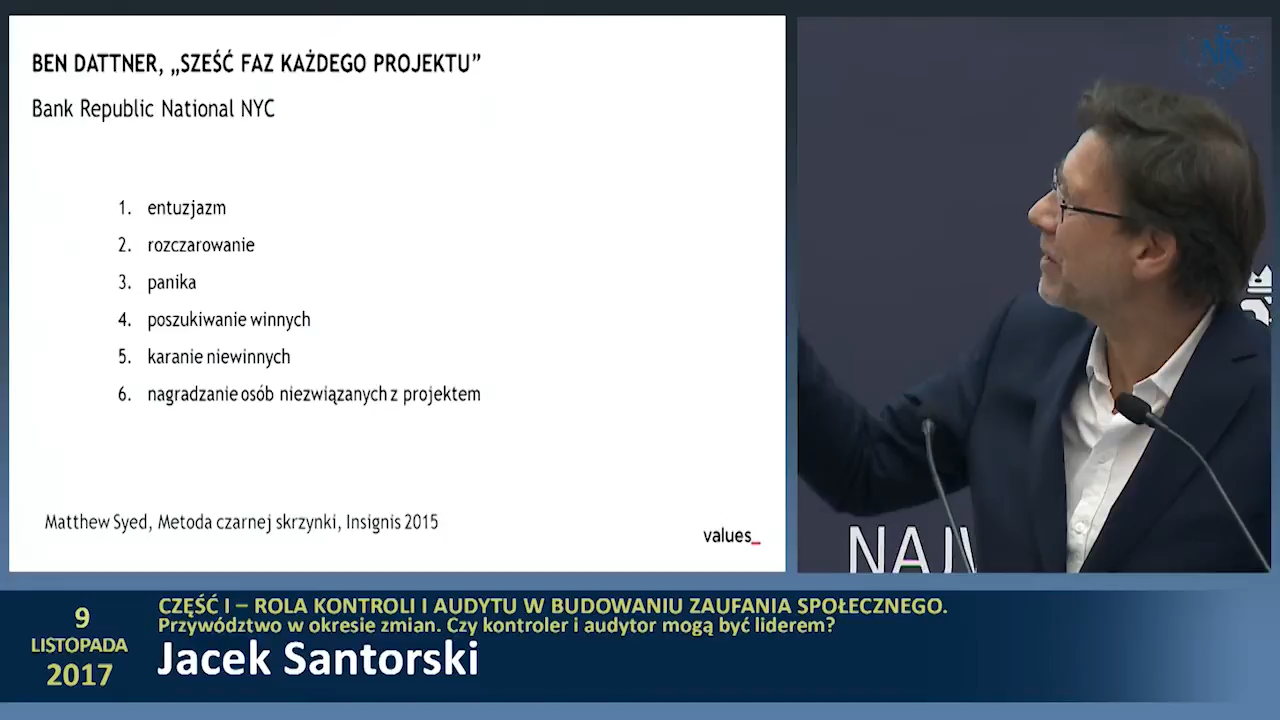 BEN DATTNER, „SZEŚĆ FAZ KAŻDEGO PROJEKTU”
Bank Republic National NYC
1. entuzjazm
2. rozczarowanie
3. panika
4. poszukiwanie winnych
5. karanie niewinnych
6. nagradzanie osób niezwiązanych z projektem
Matthew Syed, Metoda czarnej skrzynki, Insignis 2015
values_
NIK
NAJW
9
LISTOPADA
2017
CZĘŚĆ I – ROLA KONTROLI I AUDYTU W BUDOWANIU ZAUFANIA SPOŁECZNEGO.
Przywództwo w okresie zmian. Czy kontroler i audytor mogą być liderem?
Jacek Santorski